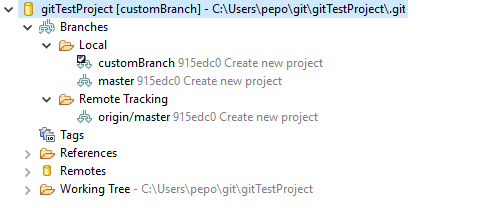 gitTestProject [customBranch] - C:\Users\pepo\git\gitTestProject\.git
Branches
Local
customBranch 915edc0 Create new project
master 915edc0 Create new project
Remote Tracking
origin/master 915edc0 Create new project
Tags
References
Remotes
Working Tree - C:\Users\pepo\git\gitTestProject